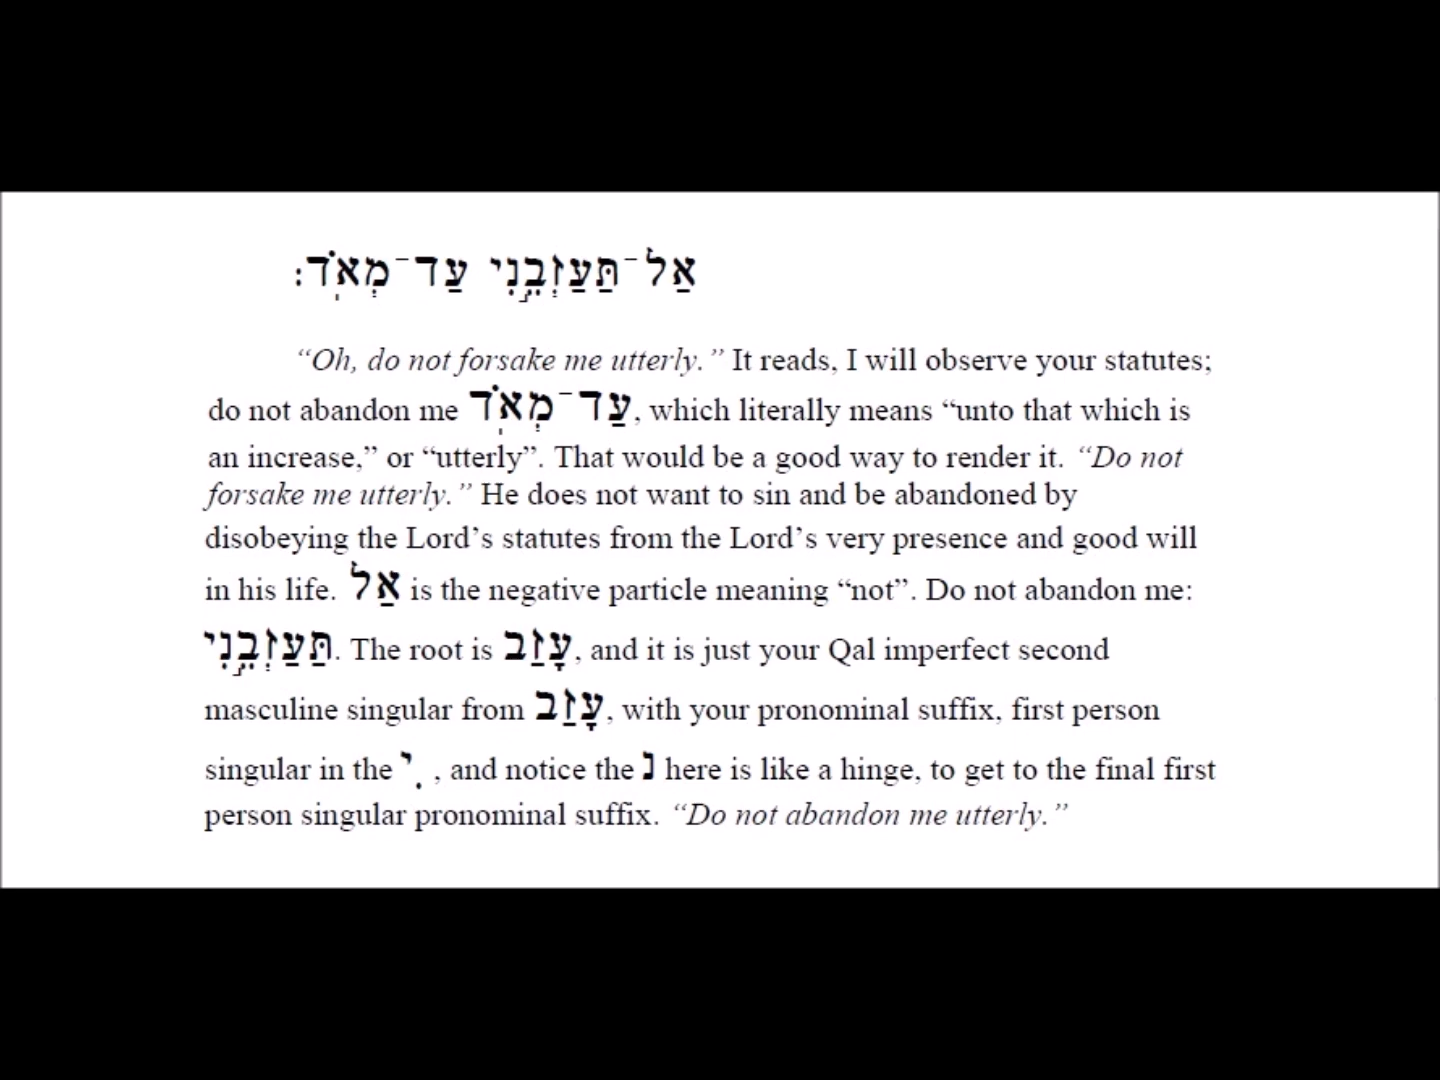 אַל־תַּעַזְבֵ֥נִי עַד־מְאֹֽד׃
“Oh, do not forsake me utterly.” It reads, I will observe your statutes;
do not abandon me עַד־מְאֹֽד, which literally means “unto that which is
an increase,” or “utterly”. That would be a good way to render it. “Do not
forsake me utterly.” He does not want to sin and be abandoned by
disobeying the Lord’s statutes from the Lord’s very presence and good will
in his life. אַל is the negative particle meaning “not”. Do not abandon me:
תַּעַזְבֵ֥נִי. The root is עָזַב, and it is just your Qal imperfect second
masculine singular from עָזַב, with your pronominal suffix, first person
singular in the ִי , and notice the נ here is like a hinge, to get to the final first
person singular pronominal suffix. “Do not abandon me utterly.”